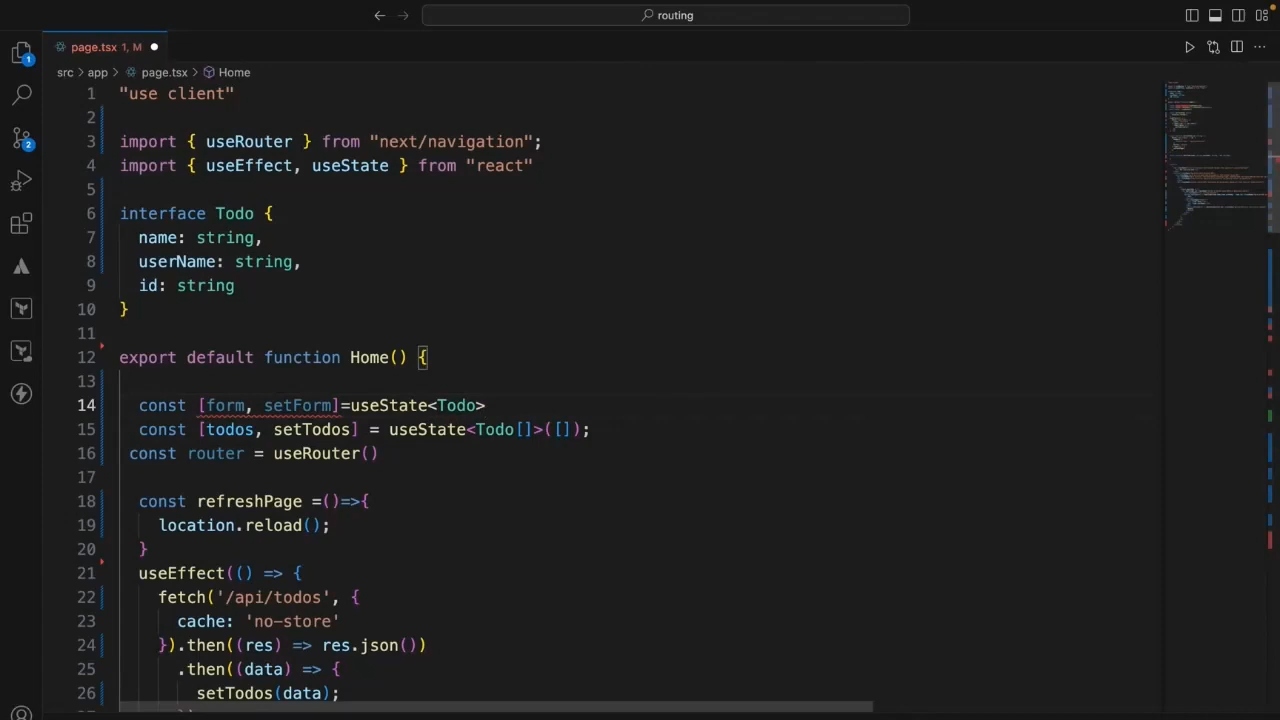 routing
page.tsx 1, M
src > app > page.tsx > Home
1
2
1 "use client"
2
3 import { useRouter } from "next/navigation";
4 import { useEffect, useState } from "react"
5
6 interface Todo {
7 name: string,
8 userName: string,
9 id: string
10 }
11
12 export default function Home() {
13
14 const [form, setForm]=useState<Todo>
15 const [todos, setTodos] = useState<Todo[]>([]);
16 const router = useRouter()
17
18 const refreshPage =()=>{
19 location.reload();
20 }
21 useEffect(() => {
22 fetch('/api/todos', {
23 cache: 'no-store'
24 }).then((res) => res.json())
25 .then((data) => {
26 setTodos(data);